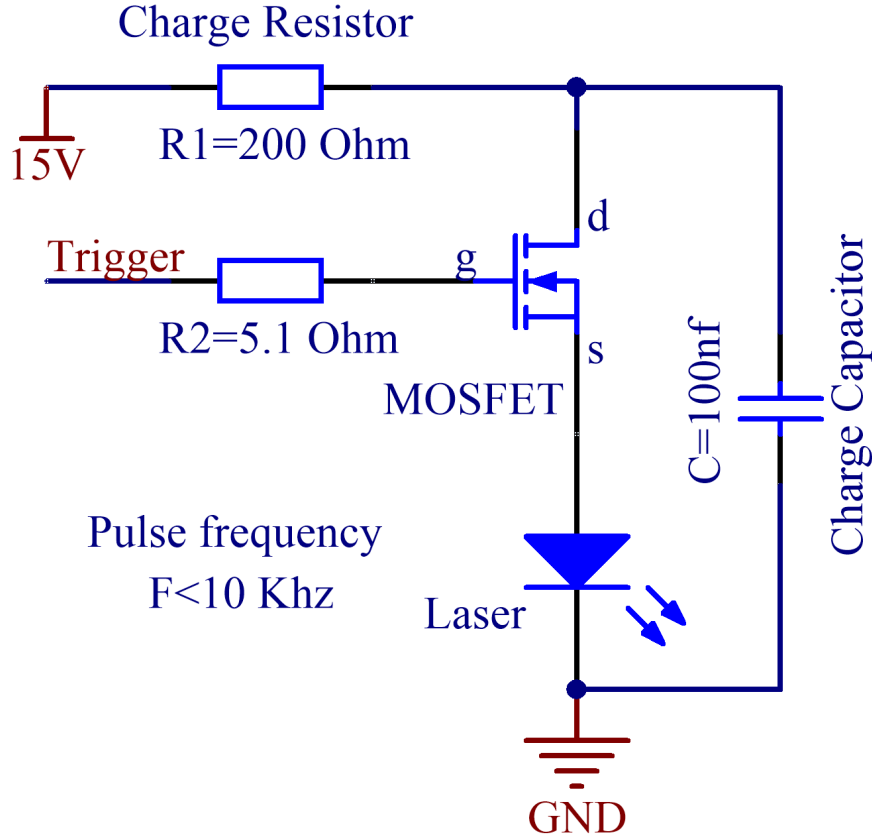 Charge Resistor
R1=200 Ohm
15V
Trigger
g
d
R2=5.1 Ohm
s
MOSFET
C=100nf
Charge Capacitor
Pulse frequency
F<10 Khz
Laser
GND